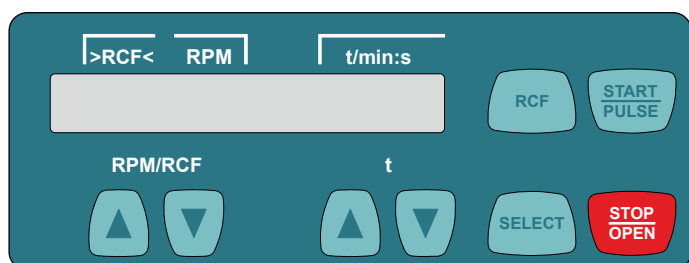 >RCF< RPM t/min:s
RCF
START
PULSE
RPM/RCF t
SELECT
STOP
OPEN